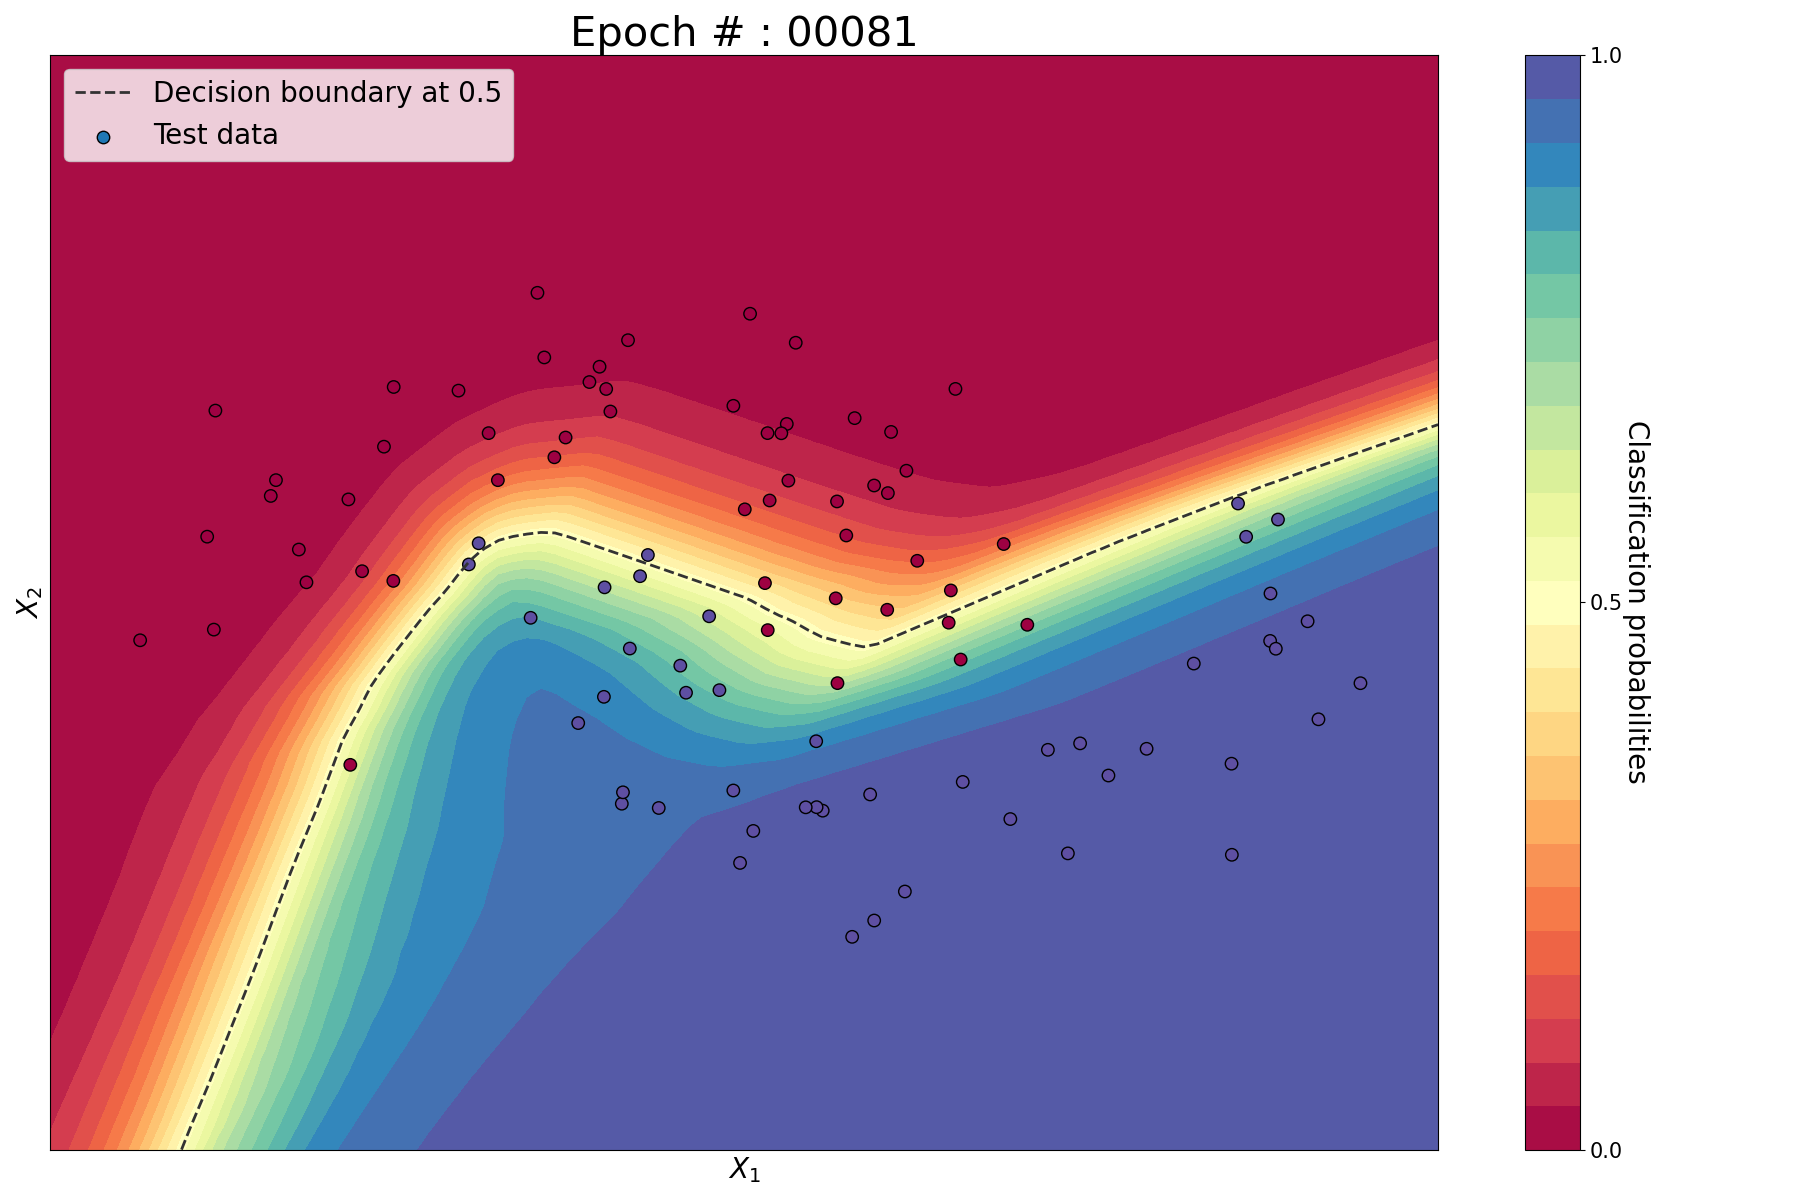 Epoch # : 00081
Decision boundary at 0.5
Test data
X₂
X₁
1.0
0.5
0.0
Classification probabilities